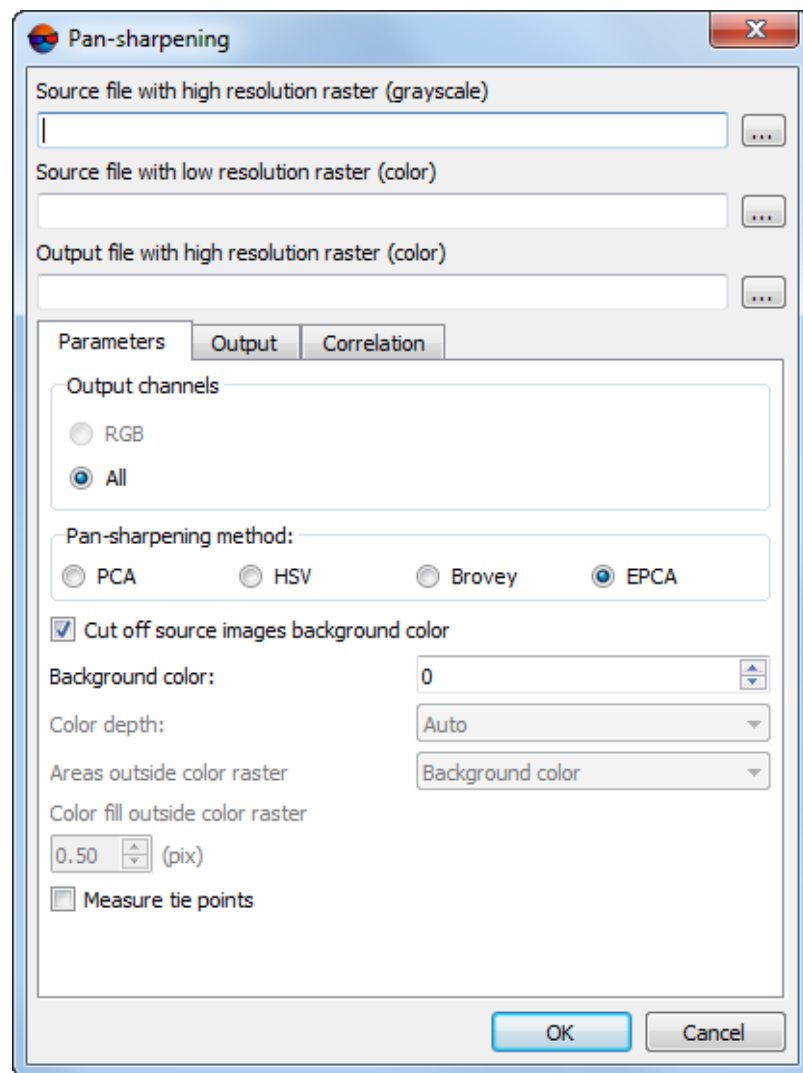 Pan-sharpening
Source file with high resolution raster (grayscale)
...
Source file with low resolution raster (color)
...
Output file with high resolution raster (color)
...
Parameters Output Correlation
Output channels
RGB
All
Pan-sharpening method:
PCA HSV Brovey EPCA
Cut off source images background color
Background color: 0
Color depth: Auto
Areas outside color raster Background color
Color fill outside color raster
0.50 (pix)
Measure tie points
OK Cancel